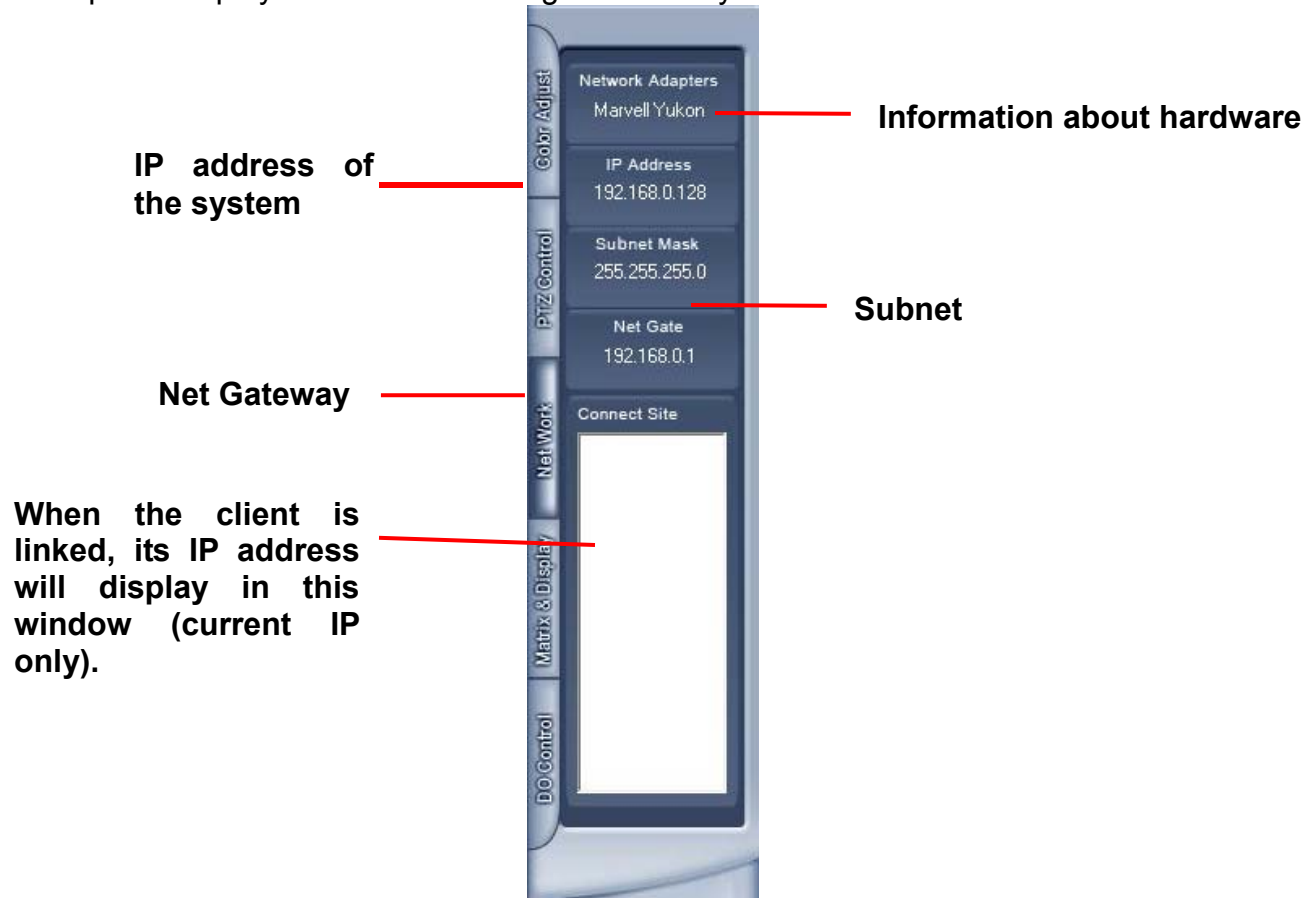 Color Adjust
PTZ Control
Net Work
Matrix & Display
DO Control
Network Adapters
Marvell Yukon
IP Address
192.168.0.128
Subnet Mask
255.255.255.0
Net Gate
192.168.0.1
Connect Site
Information about hardware
IP address of
the system
Subnet
Net Gateway
When the client is
linked, its IP address
will display in this
window (current IP
only).